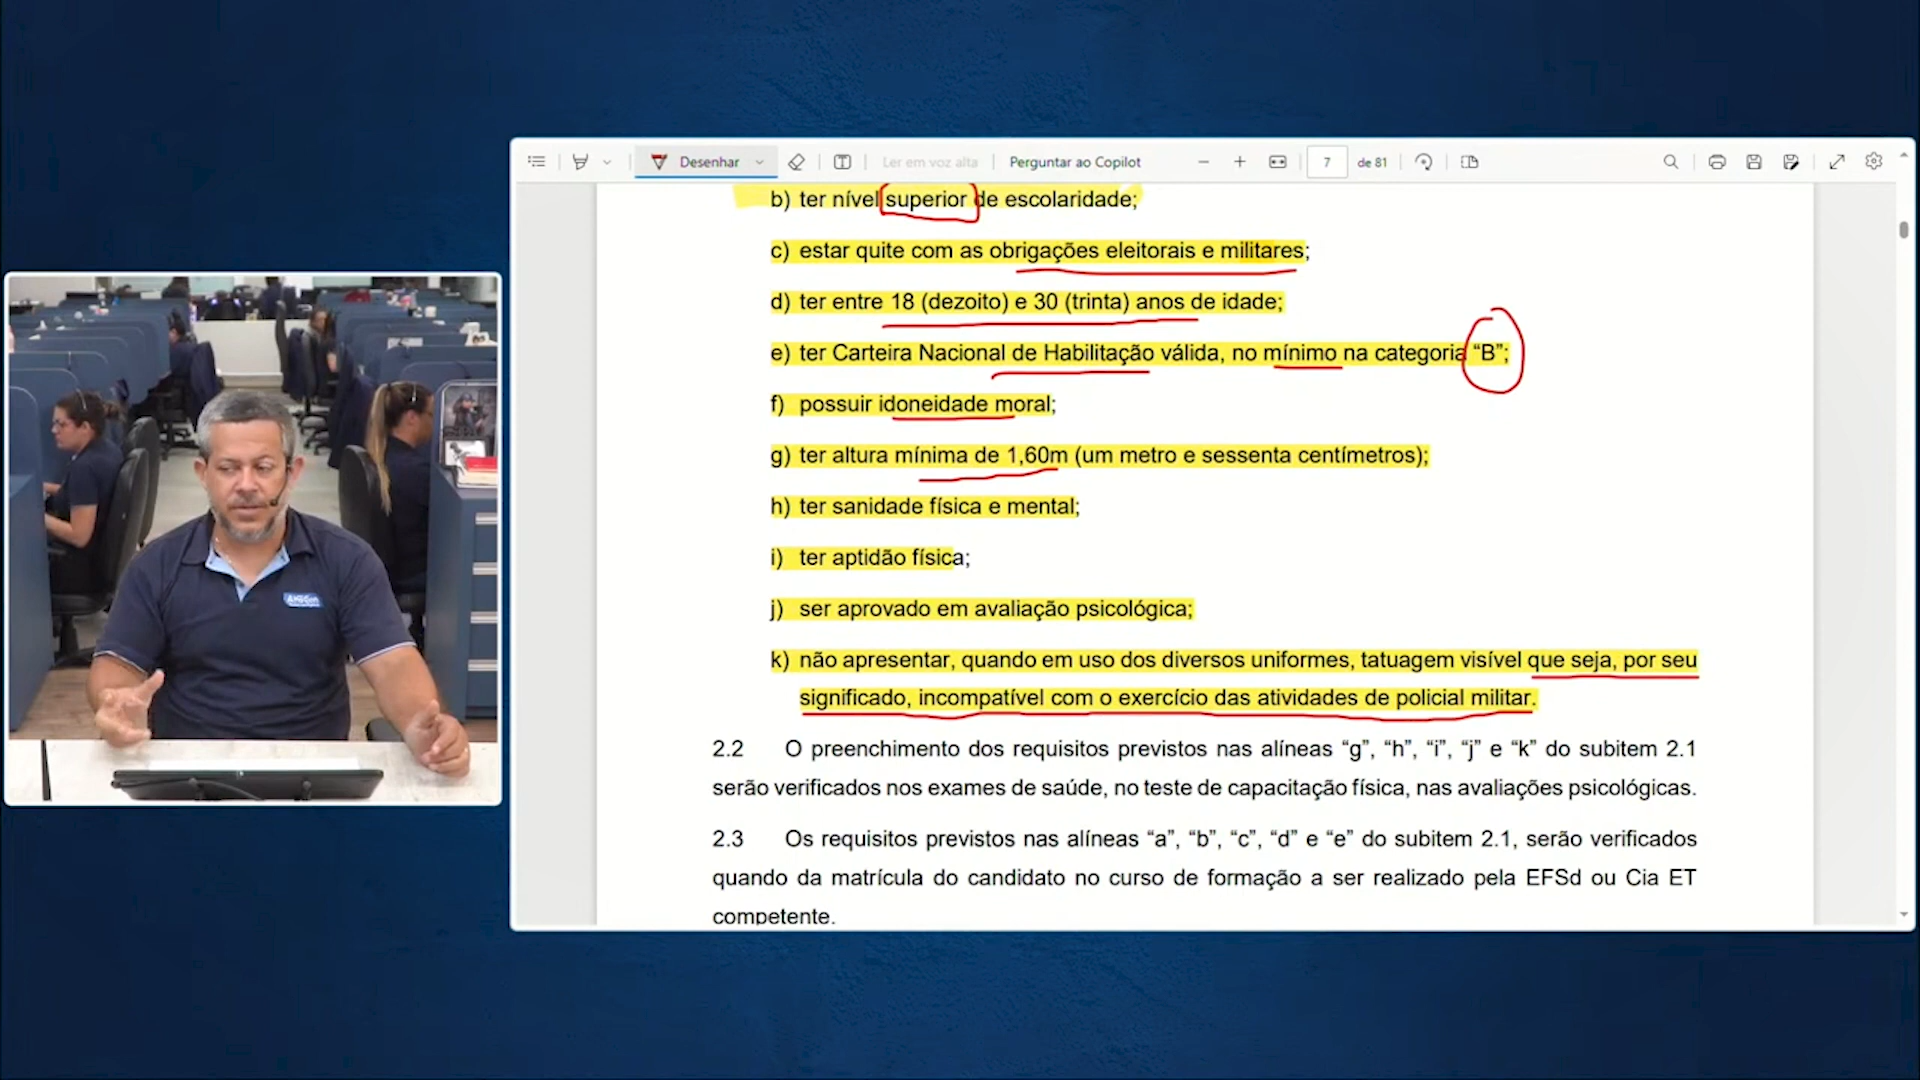 Desenhar
Ler em voz alta
Perguntar ao Copilot
7
de 81
b) ter nível superior de escolaridade;
c) estar quite com as obrigações eleitorais e militares;
d) ter entre 18 (dezoito) e 30 (trinta) anos de idade;
e) ter Carteira Nacional de Habilitação válida, no mínimo na categoria “B”;
f) possuir idoneidade moral;
g) ter altura mínima de 1,60m (um metro e sessenta centímetros);
h) ter sanidade física e mental;
i) ter aptidão física;
j) ser aprovado em avaliação psicológica;
k) não apresentar, quando em uso dos diversos uniformes, tatuagem visível que seja, por seu
significado, incompatível com o exercício das atividades de policial militar.
2.2 O preenchimento dos requisitos previstos nas alíneas “g”, “h”, “i”, “j” e “k” do subitem 2.1
serão verificados nos exames de saúde, no teste de capacitação física, nas avaliações psicológicas.
2.3 Os requisitos previstos nas alíneas “a”, “b”, “c”, “d” e “e” do subitem 2.1, serão verificados
quando da matrícula do candidato no curso de formação a ser realizado pela EFSd ou Cia ET
competente.